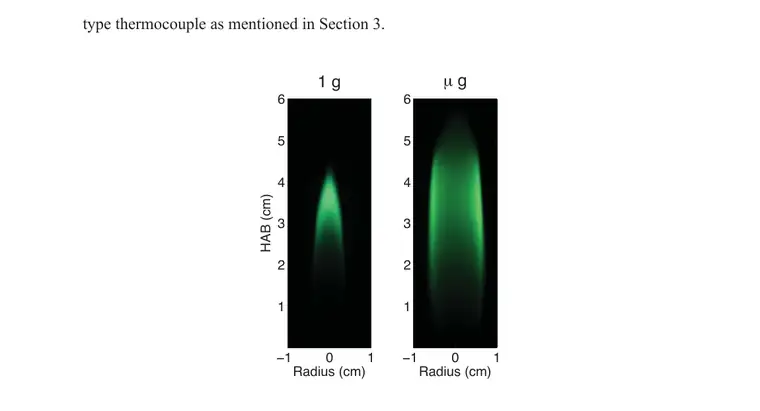 type thermocouple as mentioned in Section 3.
1 g
μ g
6
5
4
3
2
1
HAB (cm)
−1 0 1
Radius (cm)
6
5
4
3
2
1
−1 0 1
Radius (cm)